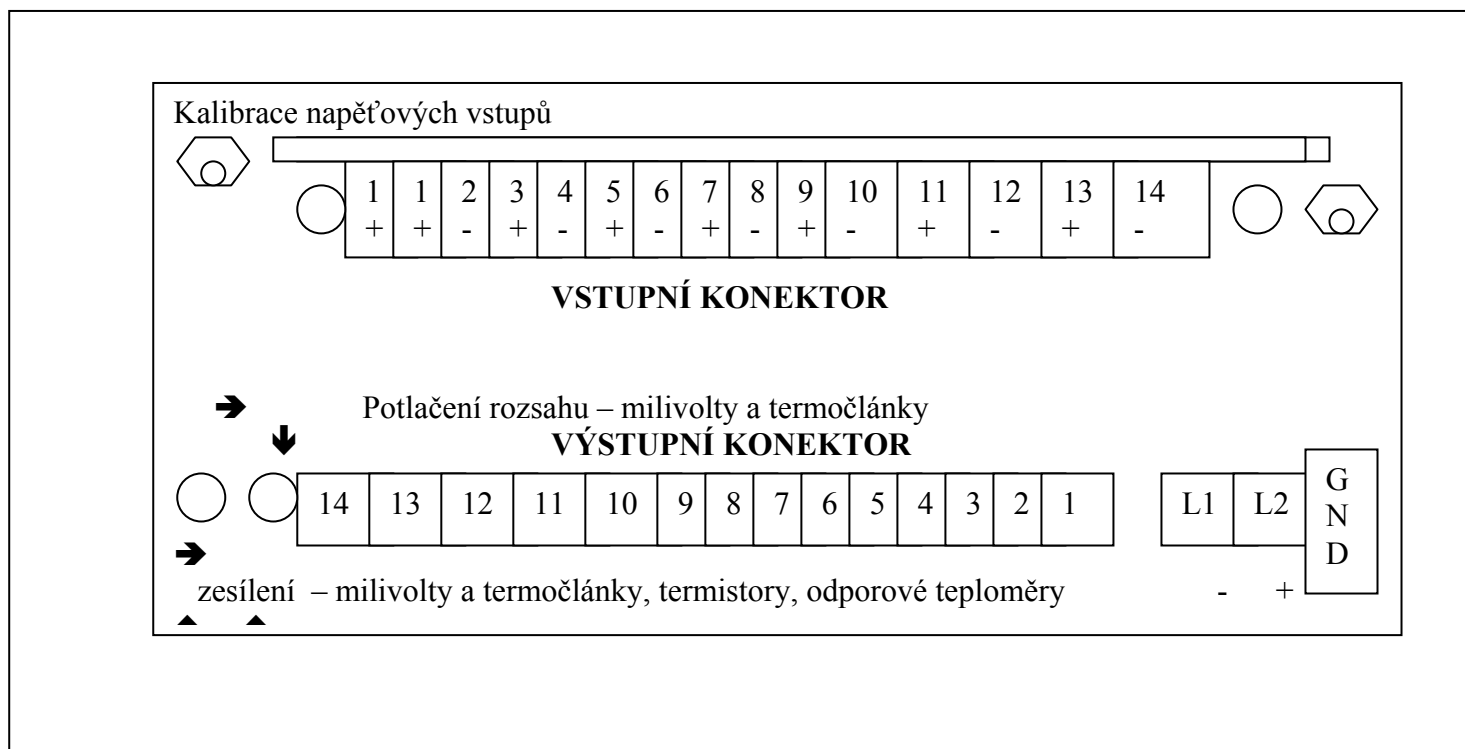 Kalibrace napěťových vstupů
1 1 2 3 4 5 6 7 8 9 10 11 12 13 14
+ + - + - + - + - + - + - + -
VSTUPNÍ KONEKTOR
Potlačení rozsahu – milivolty a termočlánky
VÝSTUPNÍ KONEKTOR
14 13 12 11 10 9 8 7 6 5 4 3 2 1 L1 L2
G
N
D
zesílení – milivolty a termočlánky, termistory, odporové teploměry - +